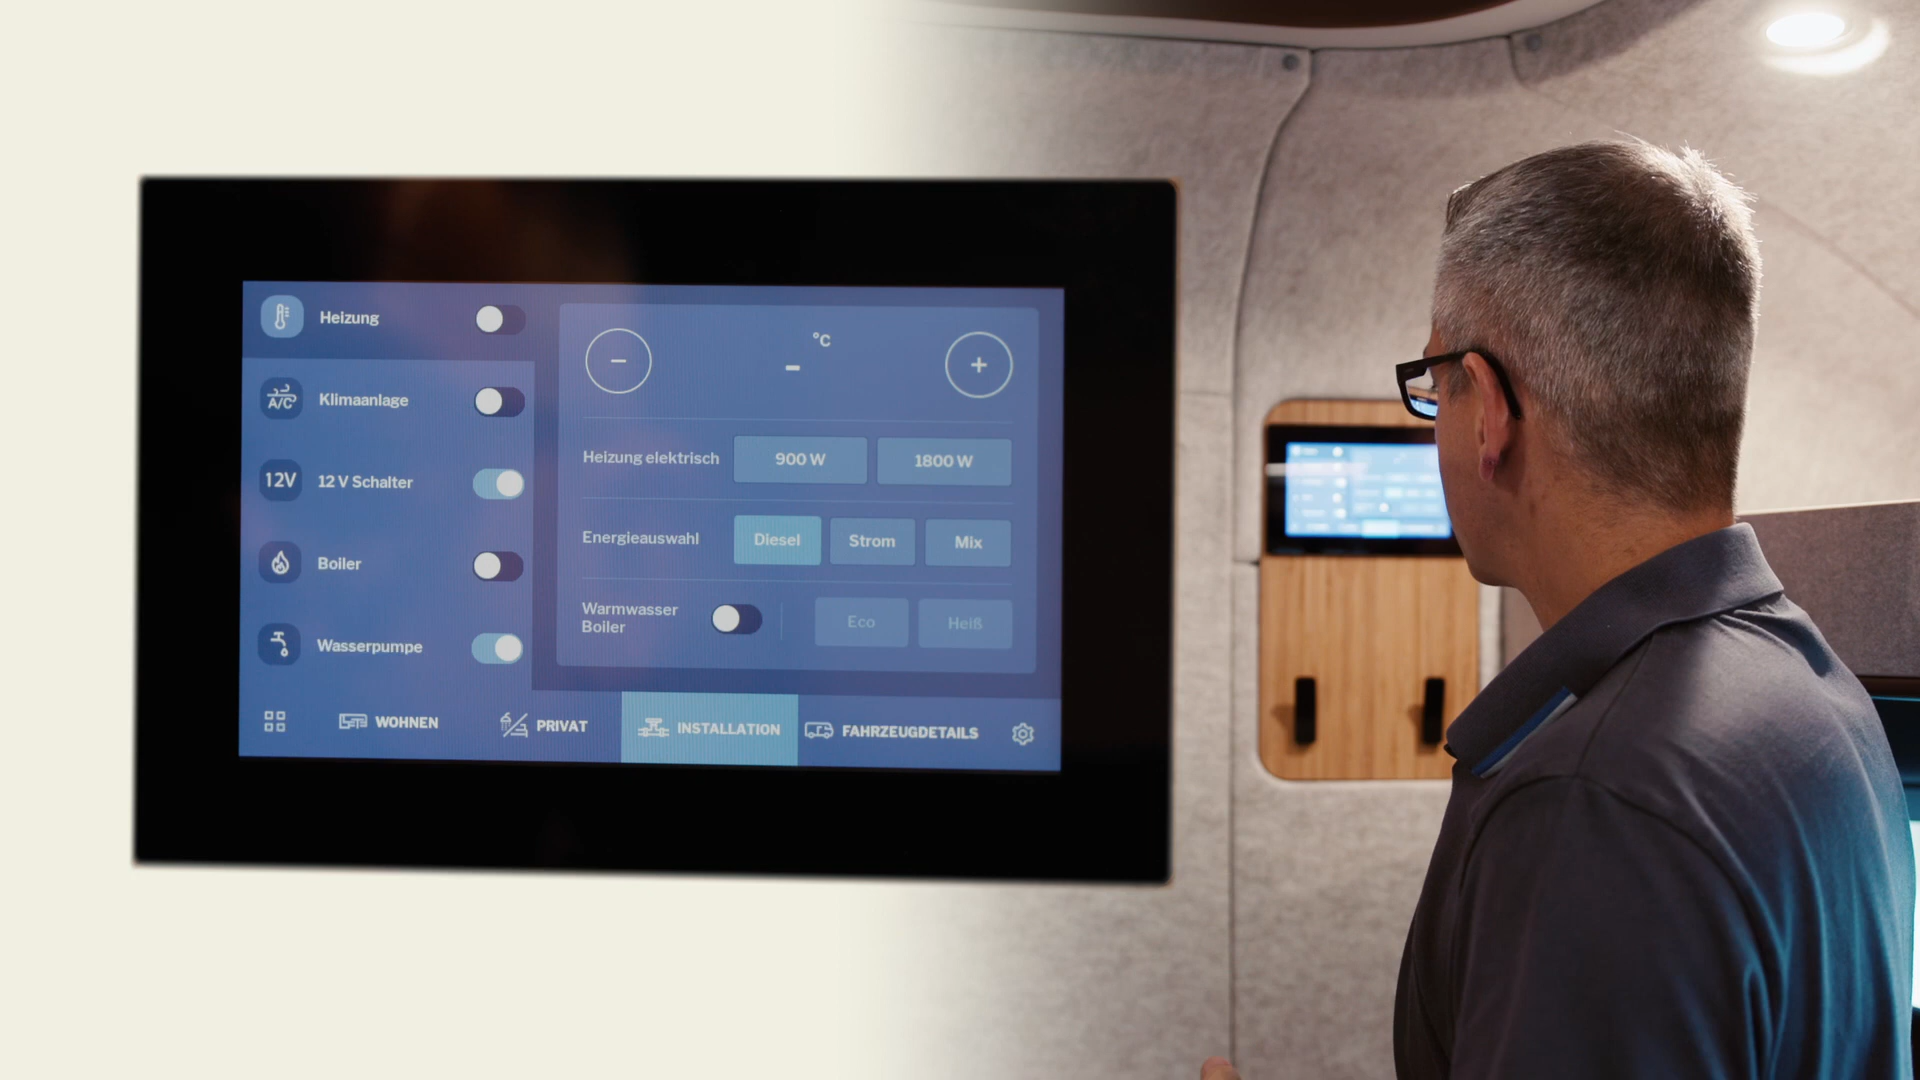 Heizung
A/C Klimaanlage
12V 12 V Schalter
Boiler
Wasserpumpe
°C
− - +
Heizung elektrisch 900 W 1800 W
Energieauswahl Diesel Strom Mix
Warmwasser
Boiler
Eco Heiß
WOHNEN PRIVAT INSTALLATION FAHRZEUGDETAILS